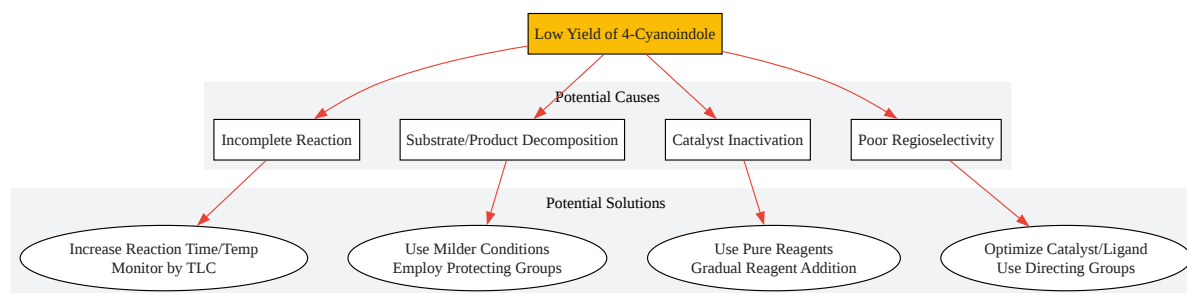 Low Yield of 4-Cyanoindole
Potential Causes
Incomplete Reaction
Substrate/Product Decomposition
Catalyst Inactivation
Poor Regioselectivity
Potential Solutions
Increase Reaction Time/Temp
Monitor by TLC
Use Milder Conditions
Employ Protecting Groups
Use Pure Reagents
Gradual Reagent Addition
Optimize Catalyst/Ligand
Use Directing Groups